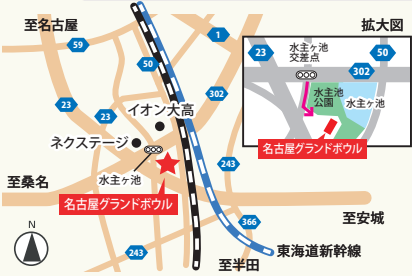 至名古屋
59
1
50
302
23
23
イオン大高
ネクステージ
水主ヶ池
243
至桑名
名古屋グランドボウル
至安城
366
N
243
至半田
東海道新幹線
拡大図
23
水主ヶ池
交差点
50
302
水主池
公園
水主ヶ池
名古屋グランドボウル